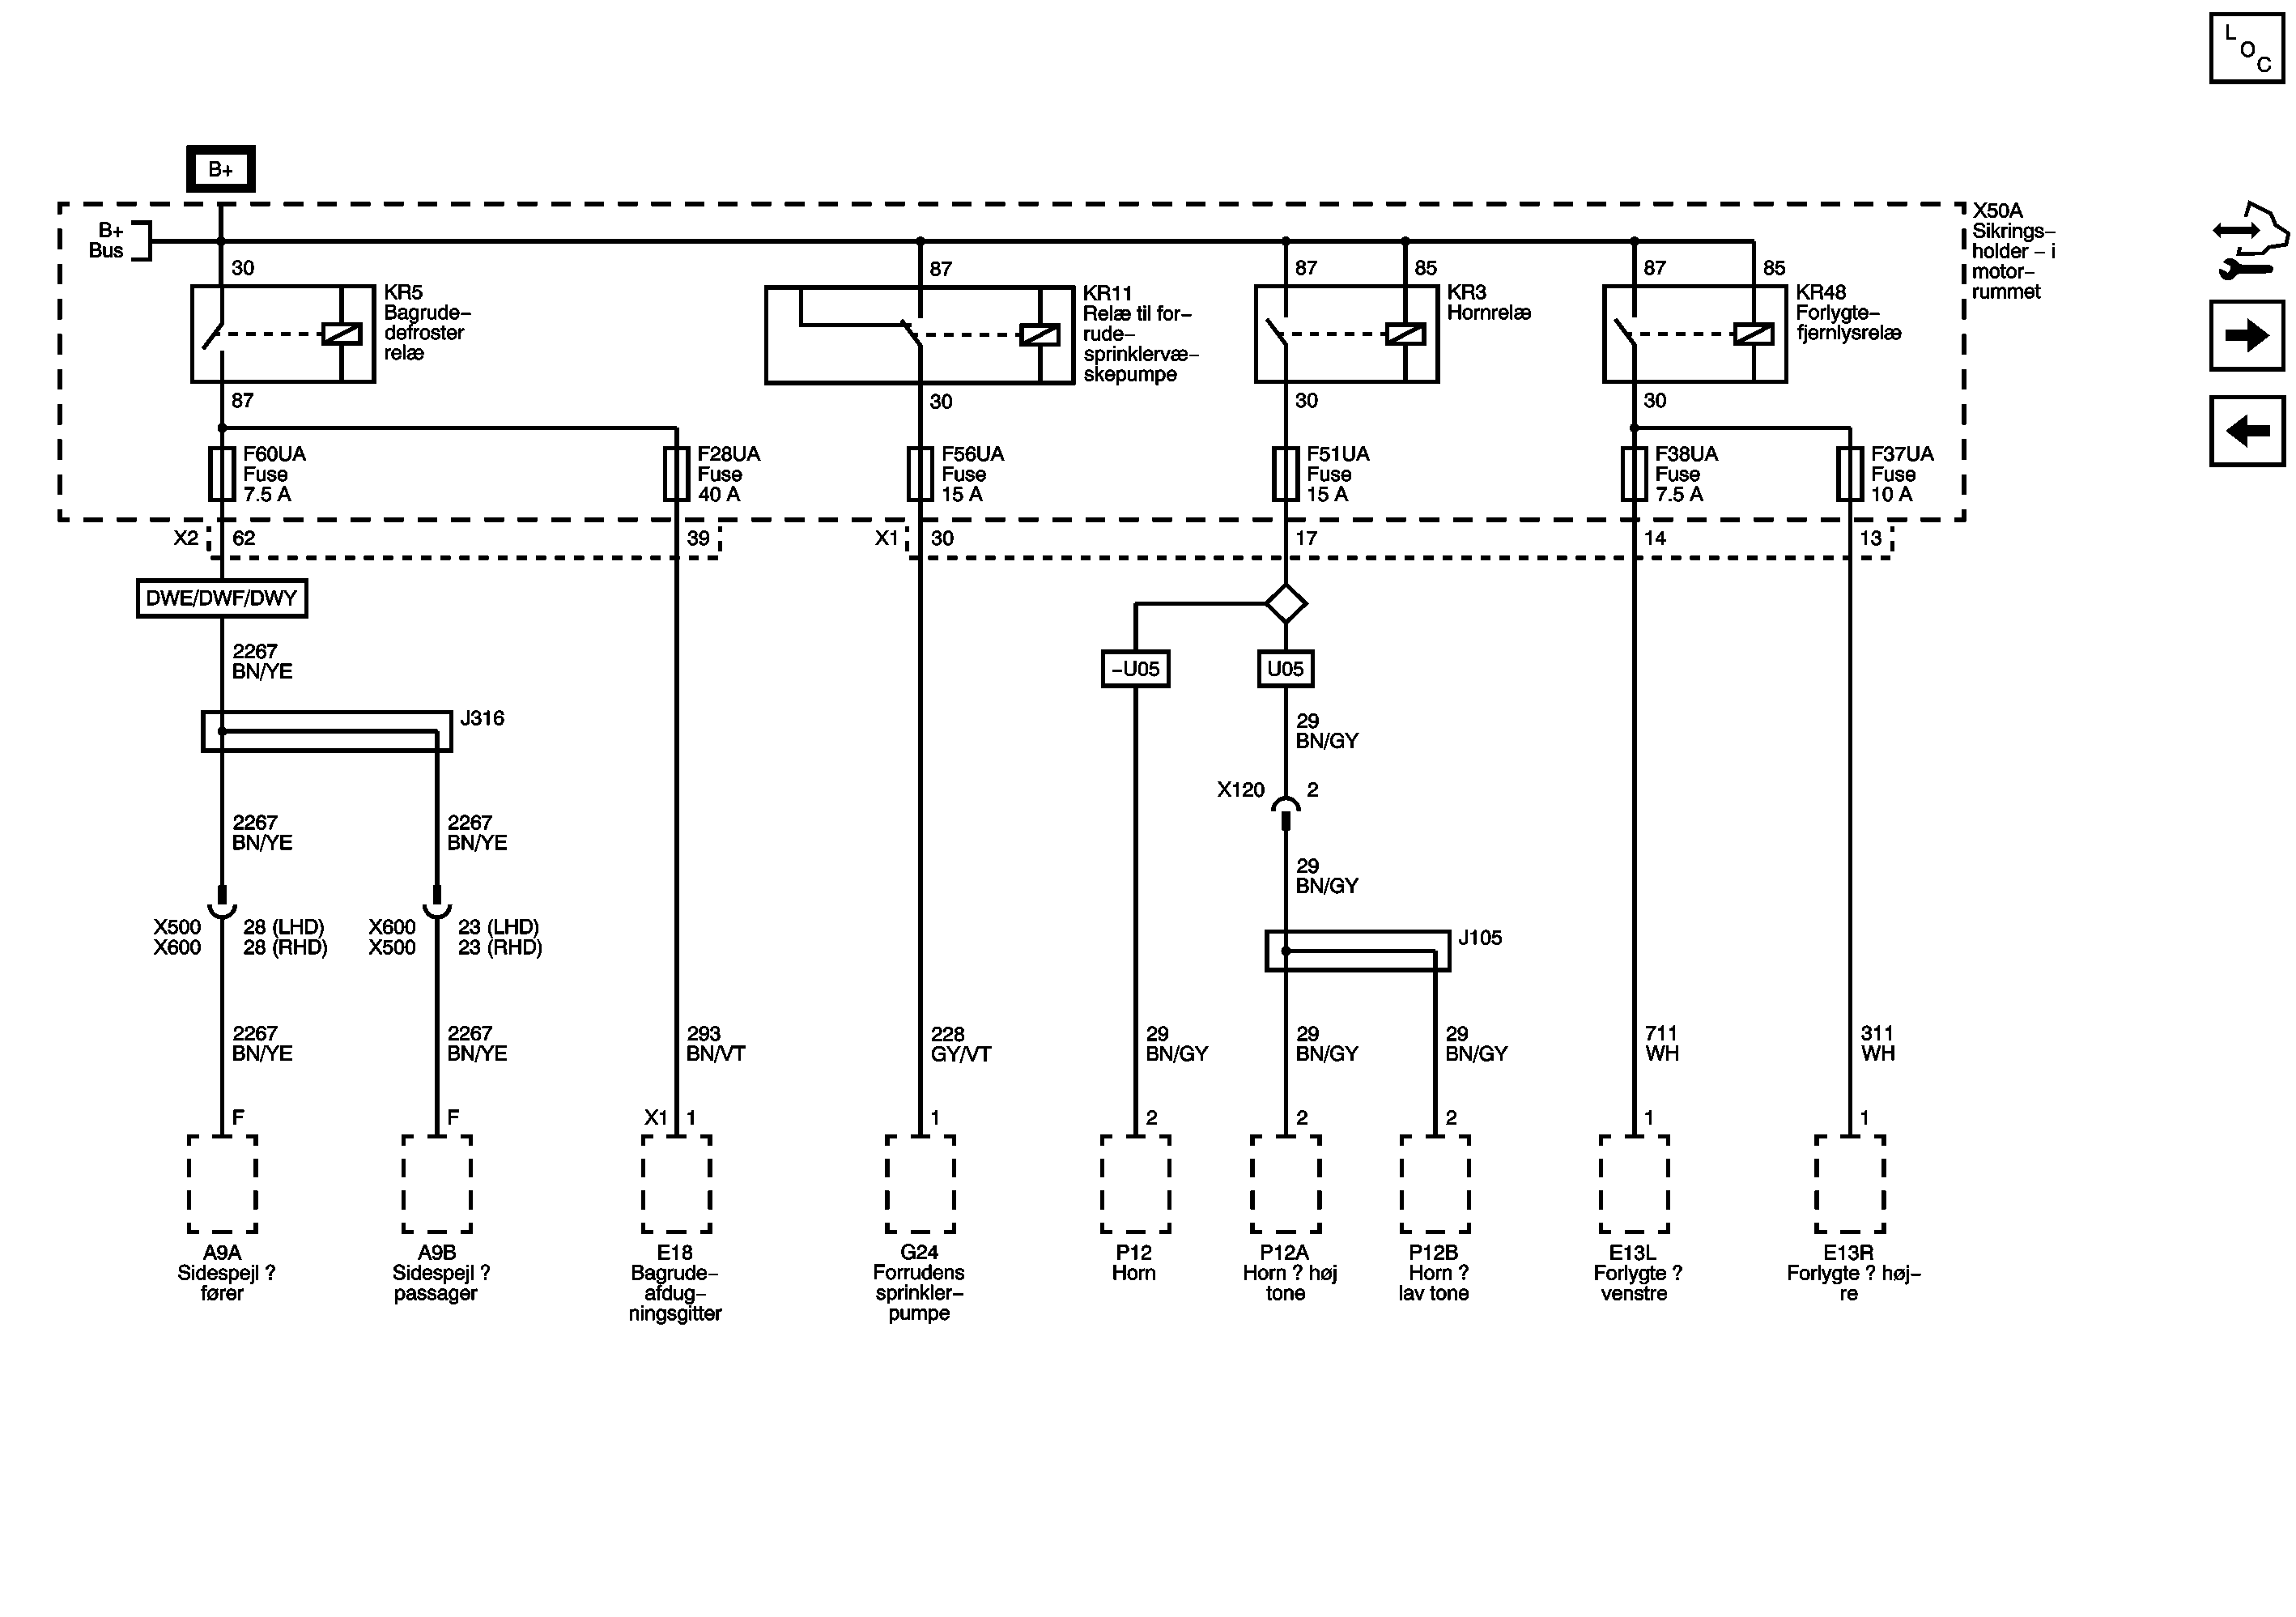 L
O
C
B+
B+
Bus
X50A
Sikrings–
holder – i
motor–
rummet
30
87
87
85
87
85
KR5
Bagrude–
defroster
relæ
KR11
Relæ til for–
rude–
sprinklervæ–
skepumpe
KR3
Hornrelæ
KR48
Forlygte–
fjernlysrelæ
87
30
30
30
F60UA
Fuse
7.5 A
F28UA
Fuse
40 A
F56UA
Fuse
15 A
F51UA
Fuse
15 A
F38UA
Fuse
7.5 A
F37UA
Fuse
10 A
X2
62
39
X1
30
17
14
13
DWE/DWF/DWY
2267
BN/YE
–U05
U05
J316
29
BN/GY
X120
2
2267
BN/YE
2267
BN/YE
29
BN/GY
X500
X600
28 (LHD)
28 (RHD)
X600
X500
23 (LHD)
23 (RHD)
J105
2267
BN/YE
2267
BN/YE
293
BN/VT
228
GY/VT
29
BN/GY
29
BN/GY
29
BN/GY
711
WH
311
WH
F
F
X1
1
1
2
2
2
1
1
A9A
Sidespejl ?
fører
A9B
Sidespejl ?
passager
E18
Bagrude–
afdug–
ningsgitter
G24
Forrudens
sprinkler–
pumpe
P12
Horn
P12A
Horn ? høj
tone
P12B
Horn ?
lav tone
E13L
Forlygte ?
venstre
E13R
Forlygte ? høj–
re